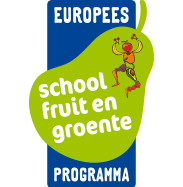 EUROPEES
school
fruit en
groente
PROGRAMMA